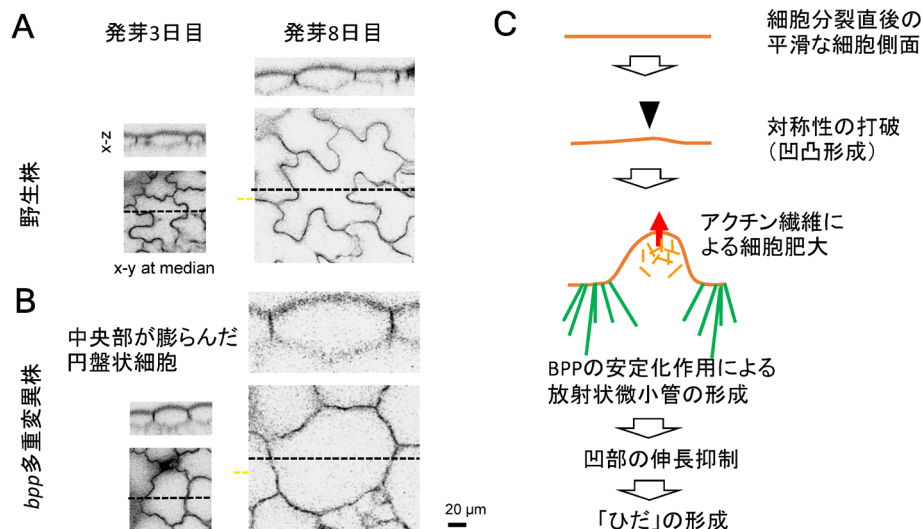 A
発芽3日目
発芽8日目
x-z
野生株
x-y at median
B
中央部が膨らんだ
円盤状細胞
bpp多重変異株
20 μm
C
細胞分裂直後の
平滑な細胞側面
対称性の打破
(凹凸形成)
アクチン繊維に
よる細胞肥大
BPPの安定化作用による
放射状微小管の形成
凹部の伸長抑制
「ひだ」の形成